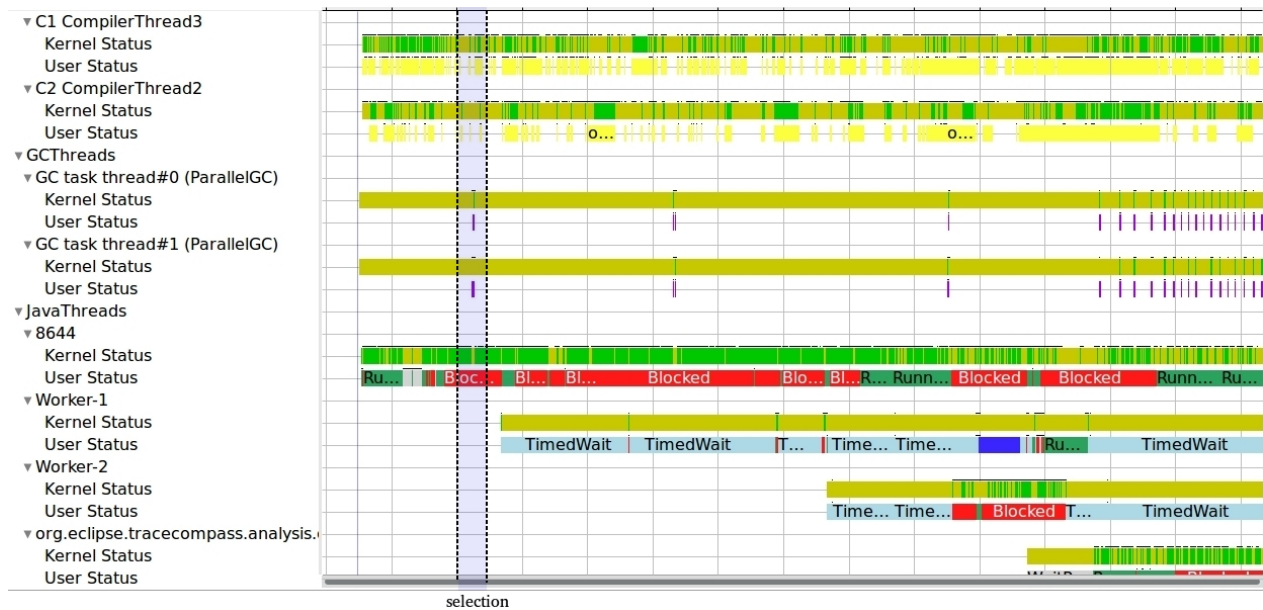 C1 CompilerThread3
Kernel Status
User Status
C2 CompilerThread2
Kernel Status
User Status o... o...
GCThreads
GC task thread#0 (ParallelGC)
Kernel Status
User Status
GC task thread#1 (ParallelGC)
Kernel Status
User Status
JavaThreads
8644
Kernel Status
User Status Ru... Bloc... Bl... Bl... Blocked Blo... Bl... R... Runn... Blocked Blocked Runn... Ru...
Worker-1
Kernel Status
User Status TimedWait TimedWait T... Time... Time... Ru... TimedWait
Worker-2
Kernel Status
User Status Time... Time... Blocked T... TimedWait
org.eclipse.tracecompass.analysis.
Kernel Status
User Status
selection